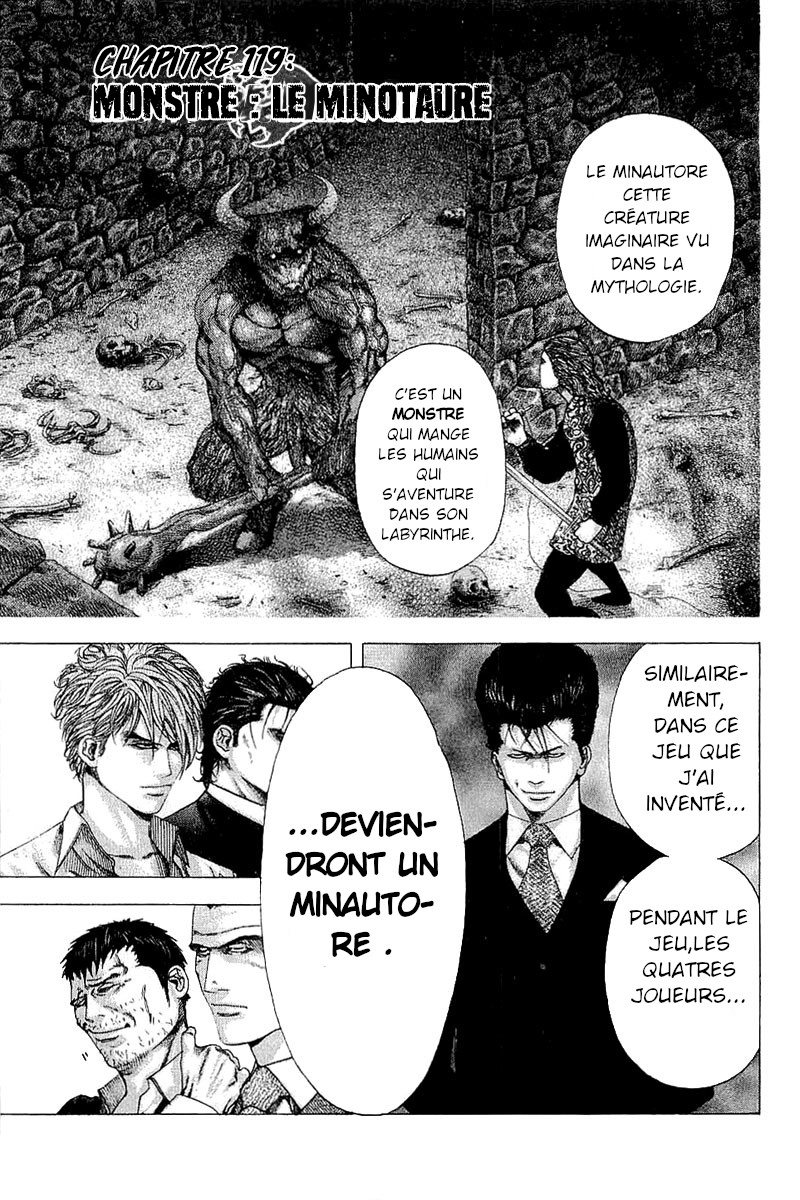 CHAPITRE 119:
MONSTRE : LE MINOTAURE
LE MINAUTORE
CETTE
CRÉATURE
IMAGINAIRE VU
DANS LA
MYTHOLOGIE.
C'EST UN
MONSTRE
QUI MANGE
LES HUMAINS
QUI
S'AVENTURE
DANS SON
LABYRINTHE.
SIMILAIRE-
MENT,
DANS CE
JEU QUE
J'AI
INVENTÉ...
PENDANT LE
JEU,LES
QUATRES
JOUEURS...
...DEVIEN-
DRONT UN
MINAUTO-
RE .